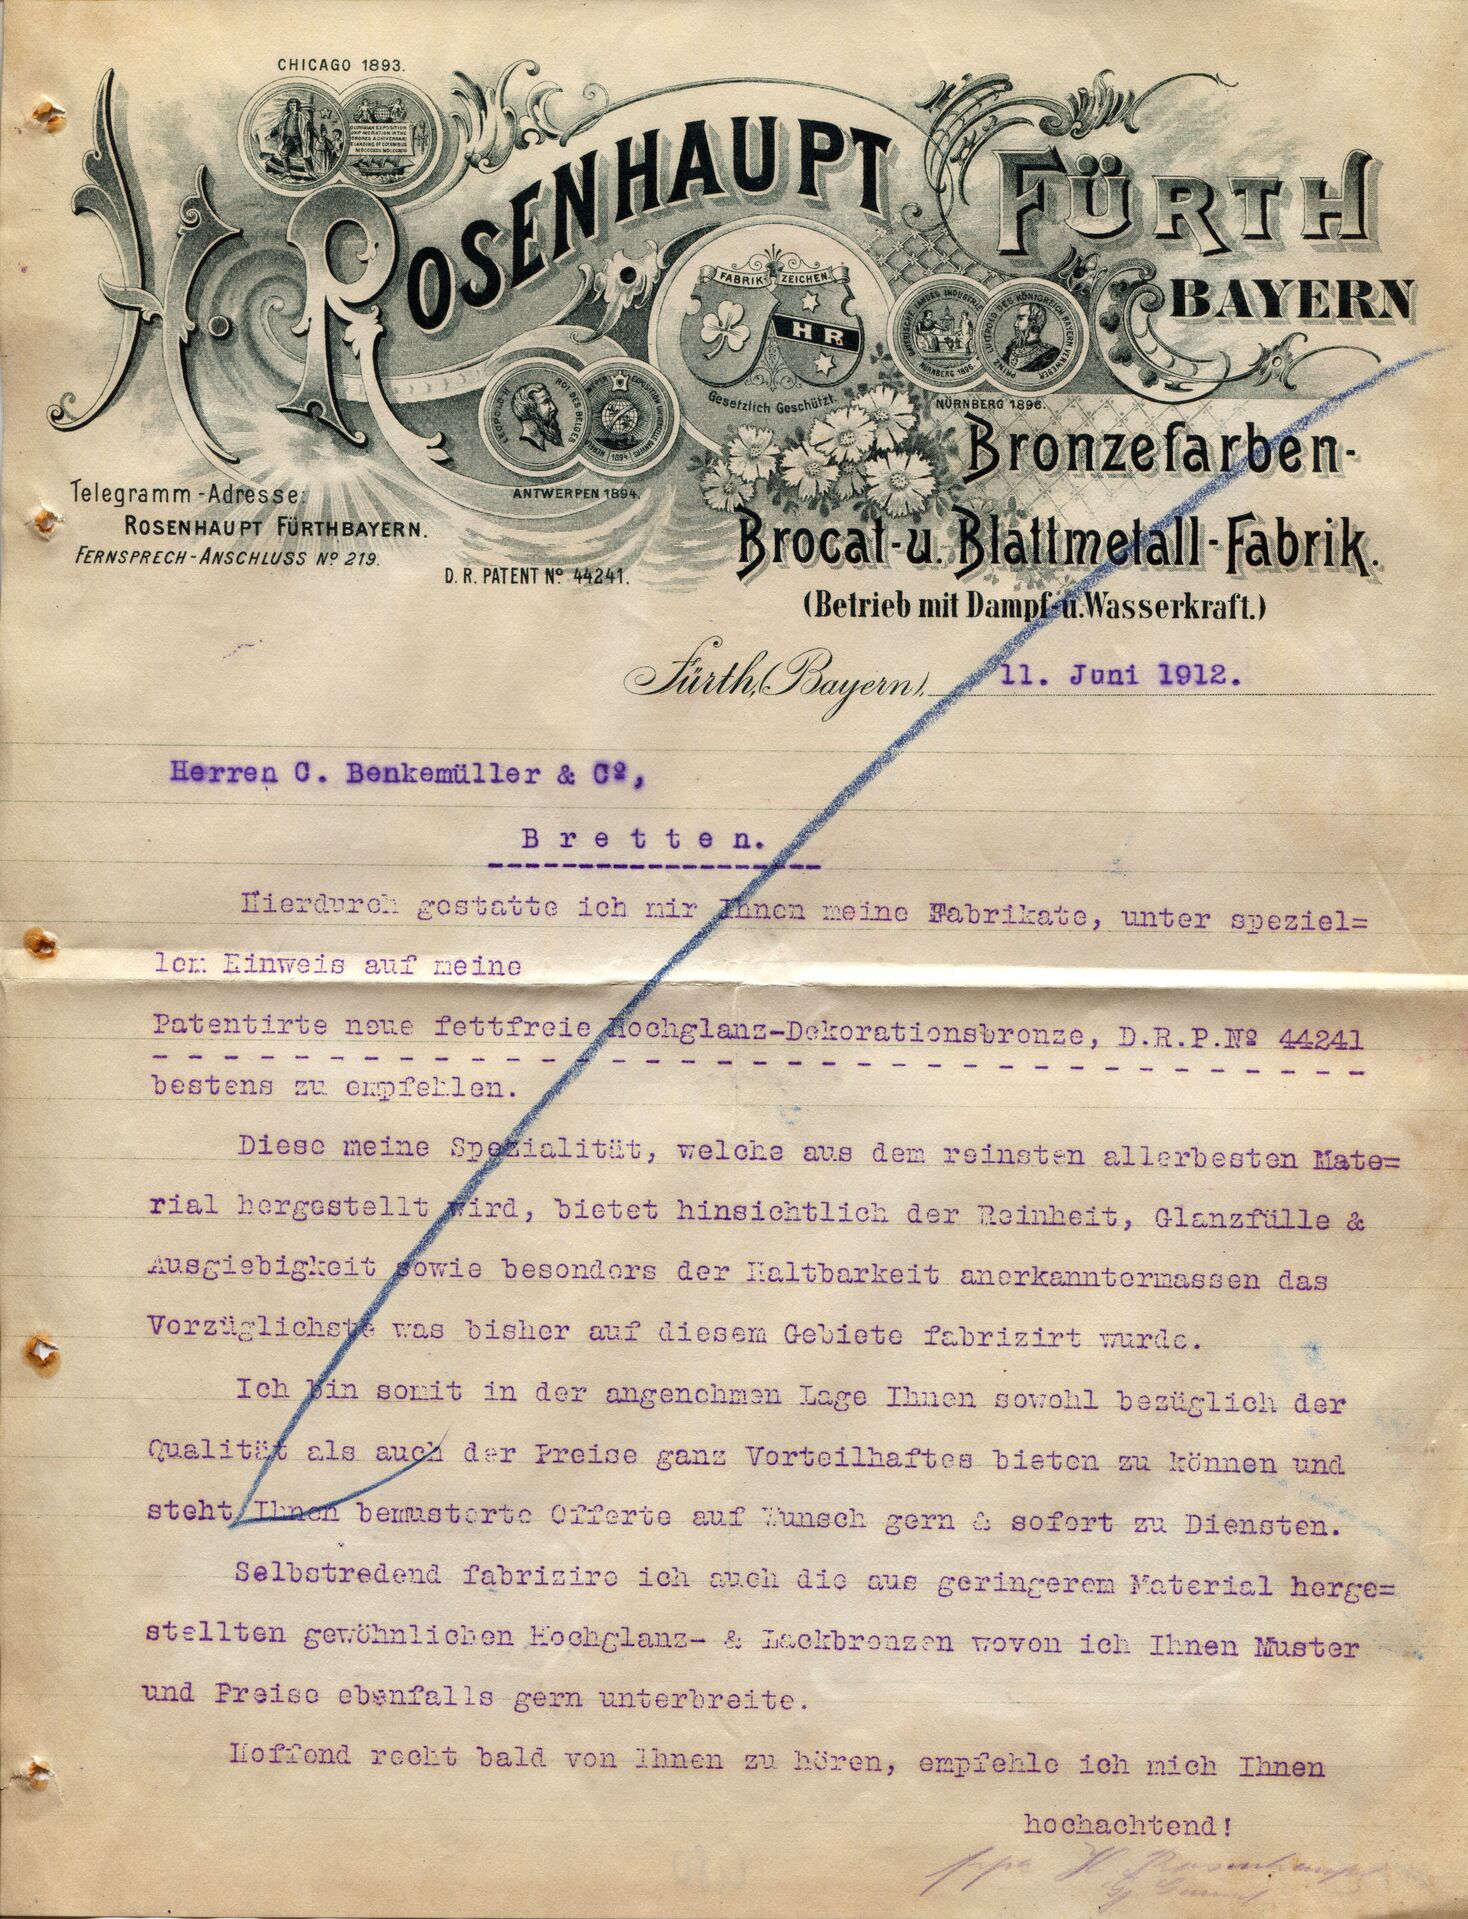 CHICAGO 1893.
H. ROSENHAUPT
FÜRTH
BAYERN
FABRIK-ZEICHEN
HR
Gesetzlich Geschützt.
NÜRNBERG 1896.
ANTWERPEN 1894.
Bronzefarben-
Brocat-u. Blattmetall-Fabrik.
(Betrieb mit Dampf-u. Wasserkraft.)
Telegramm-Adresse:
ROSENHAUPT FÜRTHBAYERN.
FERNSPRECH-ANSCHLUSS Nº 219.
D. R. PATENT Nº 44241.
Fürth, (Bayern), 11. Juni 1912.
Herren C. Benkemüller & Cº,
Bretten.
Hierdurch gestatte ich mir Ihnen meine Fabrikate, unter speziel=
lem Hinweis auf meine
Patentirte neue fettfreie Hochglanz-Dekorationsbronze, D.R.P.Nº 44241
bestens zu empfehlen.
Diese meine Spezialität, welche aus dem reinsten allerbesten Mate=
rial hergestellt wird, bietet hinsichtlich der Reinheit, Glanzfülle &
Ausgiebigkeit sowie besonders der Haltbarkeit anerkanntermassen das
Vorzüglichste was bisher auf diesem Gebiete fabrizirt wurde.
Ich bin somit in der angenehmen Lage Ihnen sowohl bezüglich der
Qualität als auch der Preise ganz Vorteilhaftes bieten zu können und
steht Ihnen bemusterte Offerte auf Wunsch gern & sofort zu Diensten.
Selbstredend fabrizire ich auch die aus geringerem Material herge=
stellten gewöhnlichen Hochglanz- & Lackbronzen wovon ich Ihnen Muster
und Preise ebenfalls gern unterbreite.
Hoffend recht bald von Ihnen zu hören, empfehle ich mich Ihnen
hochachtend!
ppa H. Rosenhaupt